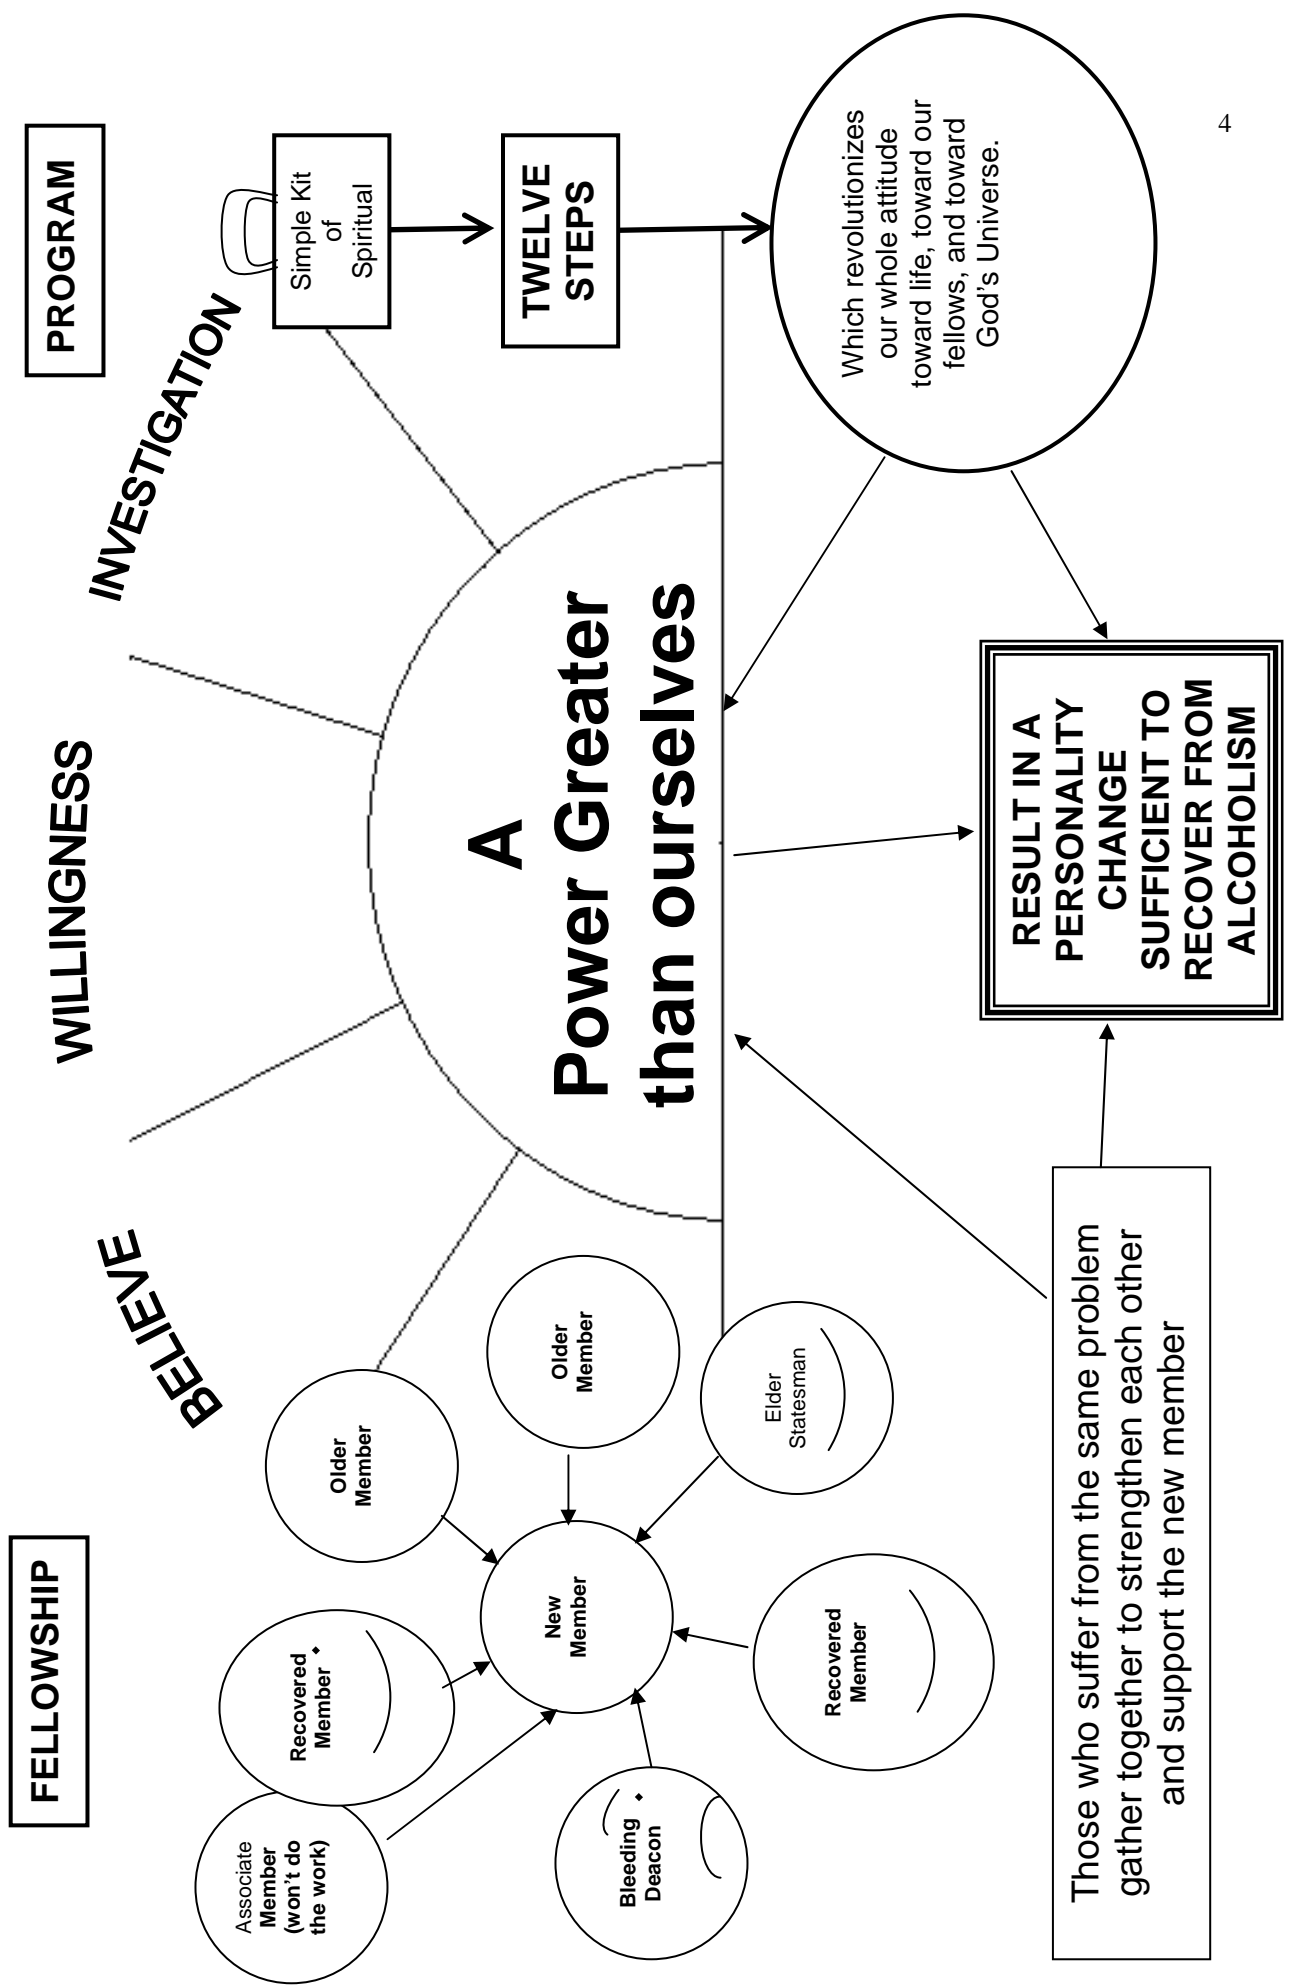 FELLOWSHIP
PROGRAM
BELIEVE
WILLINGNESS
INVESTIGATION
Associate
Member
(won't do
the work)
Recovered
Member
Older
Member
Older
Member
New
Member
Bleeding
Deacon
Recovered
Member
Elder
Statesman
A
Power Greater
than ourselves
Simple Kit
of
Spiritual
TWELVE
STEPS
Which revolutionizes
our whole attitude
toward life, toward our
fellows, and toward
God's Universe.
Those who suffer from the same problem
gather together to strengthen each other
and support the new member
RESULT IN A
PERSONALITY
CHANGE
SUFFICIENT TO
RECOVER FROM
ALCOHOLISM
4